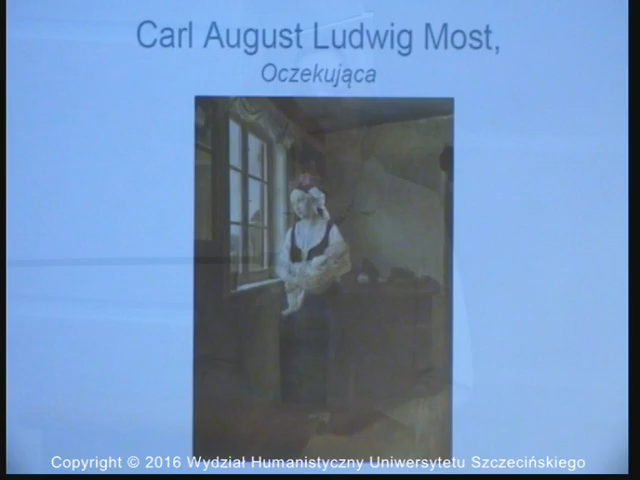 Carl August Ludwig Most,
Oczekująca
Copyright © 2016 Wydział Humanistyczny Uniwersytetu Szczecińskiego